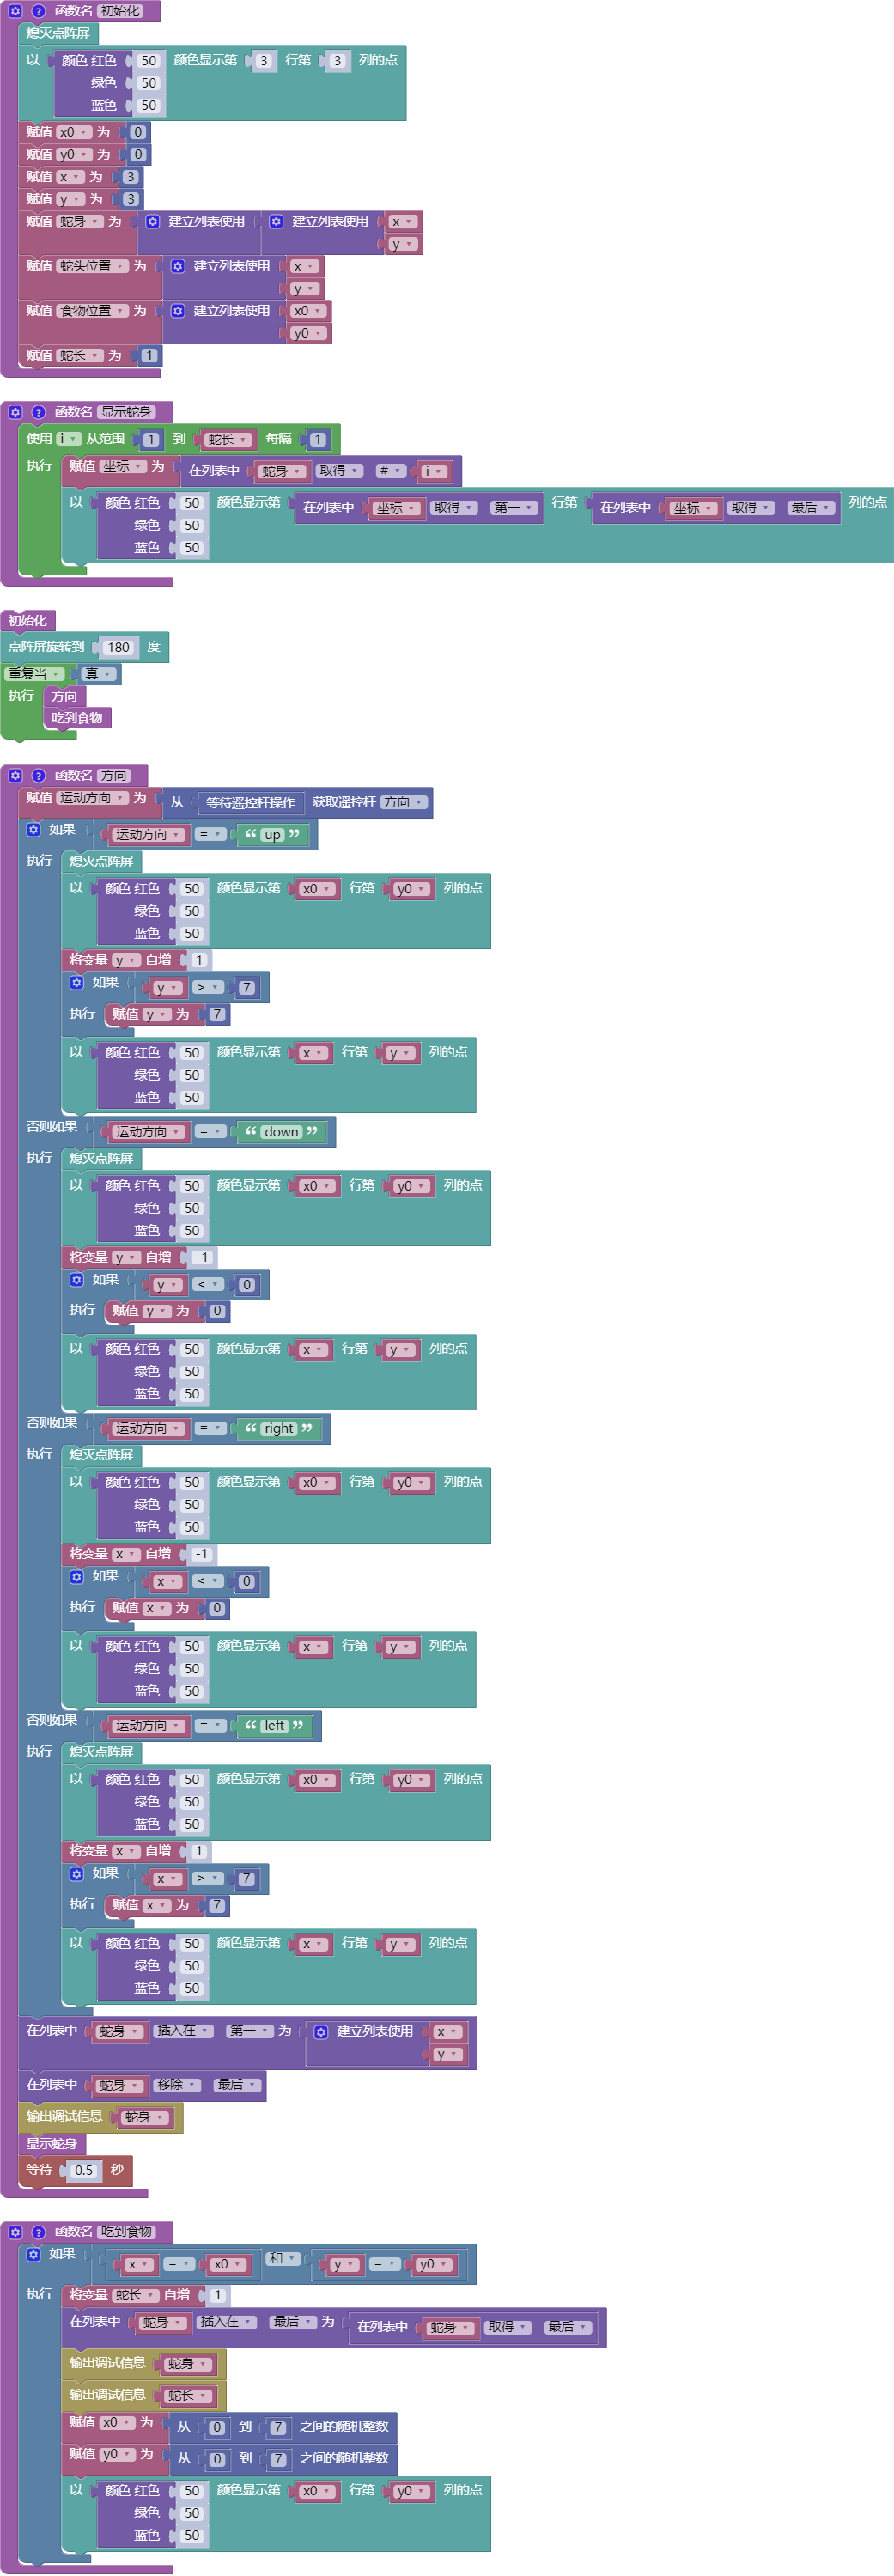 函数名 初始化
熄灭点阵屏
以 颜色 红色 50 颜色显示第 3 行第 3 列的点
绿色 50
蓝色 50
赋值 x0 为 0
赋值 y0 为 0
赋值 x 为 3
赋值 y 为 3
赋值 蛇身 为 建立列表使用 建立列表使用 x
y
赋值 蛇头位置 为 建立列表使用 x
y
赋值 食物位置 为 建立列表使用 x0
y0
赋值 蛇长 为 1
? 函数名 显示蛇身
使用 i 从范围 1 到 蛇长 每隔 1
执行 赋值 坐标 为 在列表中 蛇身 取得 # i
以 颜色 红色 50 颜色显示第 在列表中 坐标 取得 第一 行第 在列表中 坐标 取得 最后 列的点
绿色 50
蓝色 50
初始化
点阵屏旋转到 180 度
重复当 真
执行 方向
吃到食物
? 函数名 方向
赋值 运动方向 为 从 等待遥控杆操作 获取遥控杆 方向
如果 运动方向 = “ up ”
执行 熄灭点阵屏
以 颜色 红色 50 颜色显示第 x0 行第 y0 列的点
绿色 50
蓝色 50
将变量 y 自增 1
如果 y > 7
执行 赋值 y 为 7
以 颜色 红色 50 颜色显示第 x 行第 y 列的点
绿色 50
蓝色 50
否则如果 运动方向 = “ down ”
执行 熄灭点阵屏
以 颜色 红色 50 颜色显示第 x0 行第 y0 列的点
绿色 50
蓝色 50
将变量 y 自增 -1
如果 y < 0
执行 赋值 y 为 0
以 颜色 红色 50 颜色显示第 x 行第 y 列的点
绿色 50
蓝色 50
否则如果 运动方向 = “ right ”
执行 熄灭点阵屏
以 颜色 红色 50 颜色显示第 x0 行第 y0 列的点
绿色 50
蓝色 50
将变量 x 自增 -1
如果 x < 0
执行 赋值 x 为 0
以 颜色 红色 50 颜色显示第 x 行第 y 列的点
绿色 50
蓝色 50
否则如果 运动方向 = “ left ”
执行 熄灭点阵屏
以 颜色 红色 50 颜色显示第 x0 行第 y0 列的点
绿色 50
蓝色 50
将变量 x 自增 1
如果 x > 7
执行 赋值 x 为 7
以 颜色 红色 50 颜色显示第 x 行第 y 列的点
绿色 50
蓝色 50
在列表中 蛇身 插入在 第一 为 建立列表使用 x
y
在列表中 蛇身 移除 最后
输出调试信息 蛇身
显示蛇身
等待 0.5 秒
? 函数名 吃到食物
如果 x = x0 和 y = y0
执行 将变量 蛇长 自增 1
在列表中 蛇身 插入在 最后 为 在列表中 蛇身 取得 最后
输出调试信息 蛇身
输出调试信息 蛇长
赋值 x0 为 从 0 到 7 之间的随机整数
赋值 y0 为 从 0 到 7 之间的随机整数
以 颜色 红色 50 颜色显示第 x0 行第 y0 列的点
绿色 50
蓝色 50